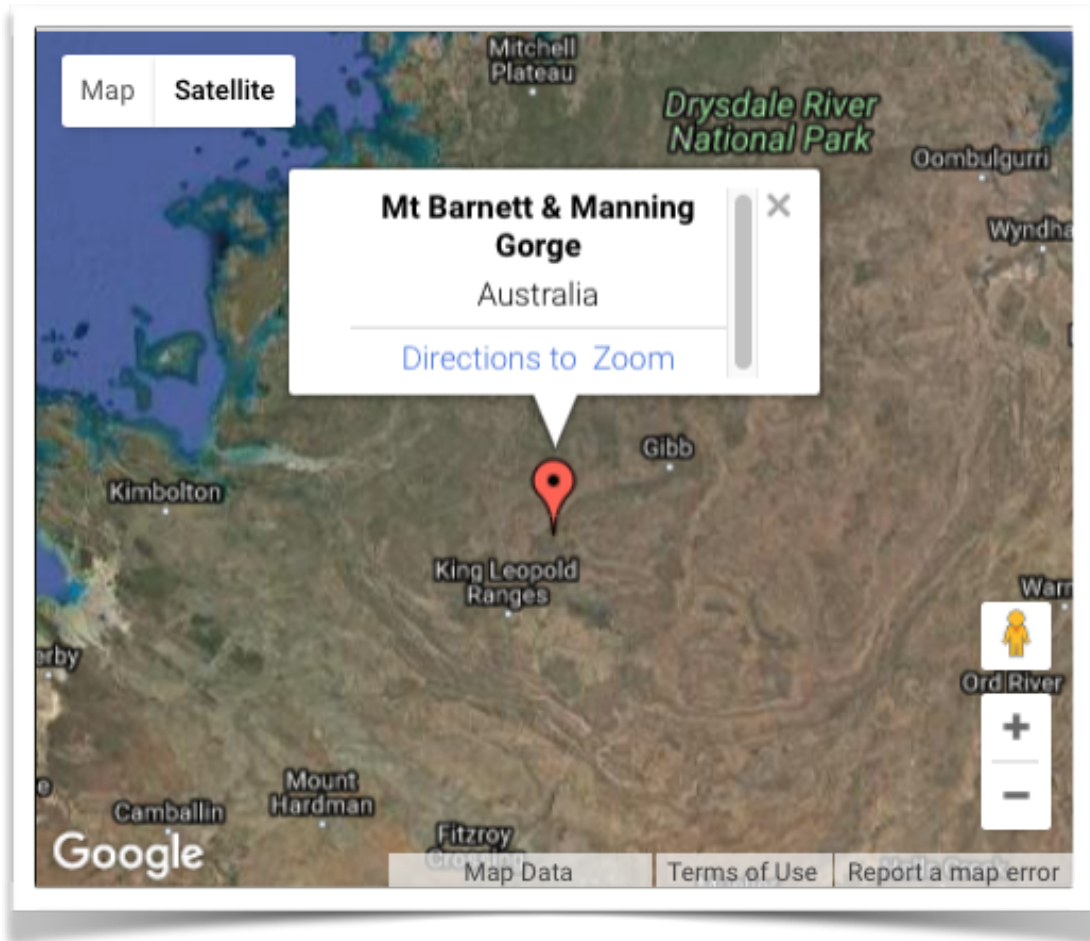 Mitchell
Plateau
Map
Satellite
Drysdale River
National Park
Oombulgurri
Mt Barnett & Manning
Gorge
Australia
Directions to Zoom
Wyndha
Gibb
Kimbolton
King Leopold
Ranges
Warr
erby
Ord River
+
−
Mount
Hardman
Camballin
Fitzroy
Crossing
Google
Map Data
Terms of Use
Report a map error